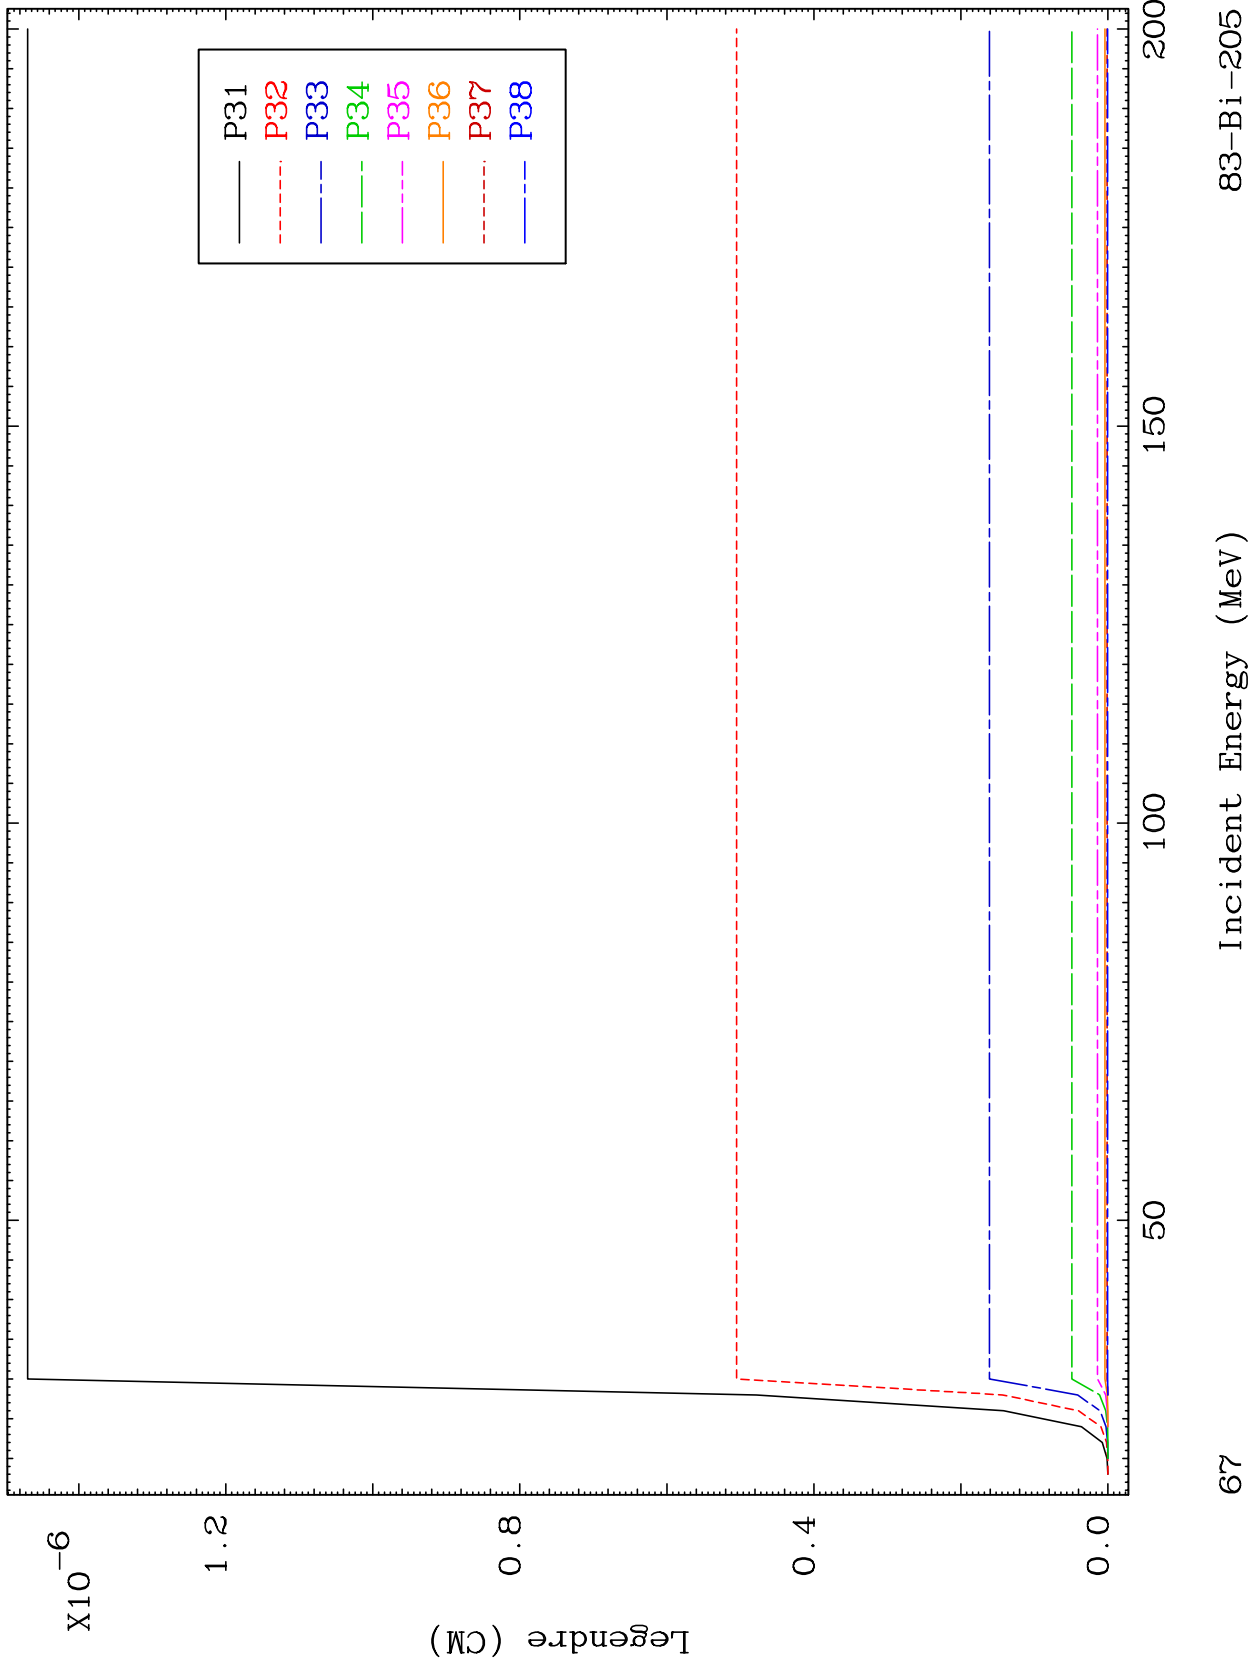 X10⁻⁶
1.2
0.8
0.4
0.0
Legendre (CM)
P31
P32
P33
P34
P35
P36
P37
P38
50
100
150
200
Incident Energy (MeV)
67
83-Bi-205